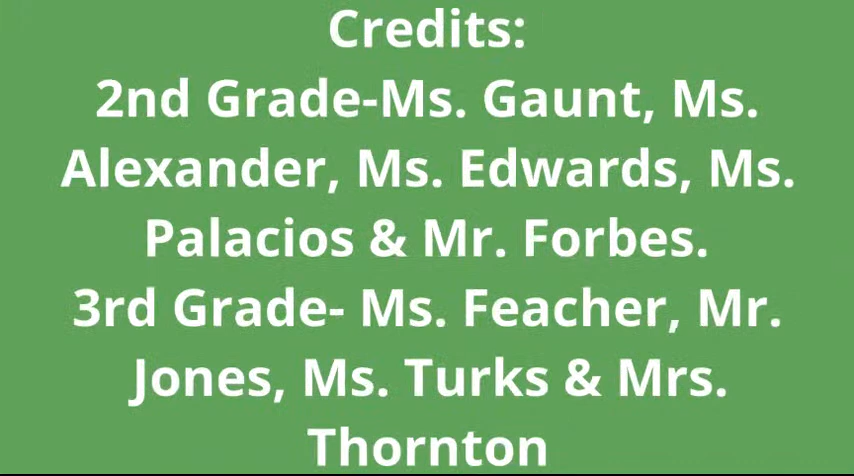 Credits:
2nd Grade-Ms. Gaunt, Ms.
Alexander, Ms. Edwards, Ms.
Palacios & Mr. Forbes.
3rd Grade- Ms. Feacher, Mr.
Jones, Ms. Turks & Mrs.
Thornton